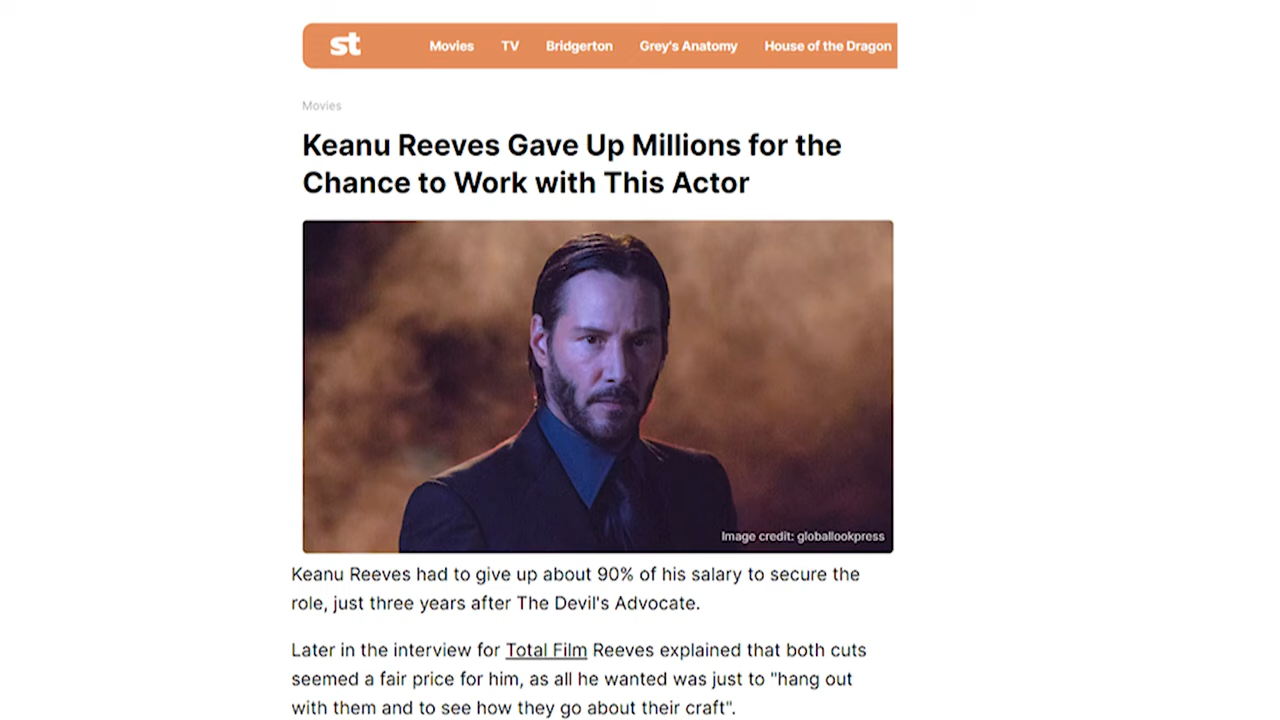 st Movies TV Bridgerton Grey's Anatomy House of the Dragon
Movies
Keanu Reeves Gave Up Millions for the
Chance to Work with This Actor
Image credit: globallookpress
Keanu Reeves had to give up about 90% of his salary to secure the
role, just three years after The Devil's Advocate.
Later in the interview for Total Film Reeves explained that both cuts
seemed a fair price for him, as all he wanted was just to "hang out
with them and to see how they go about their craft".